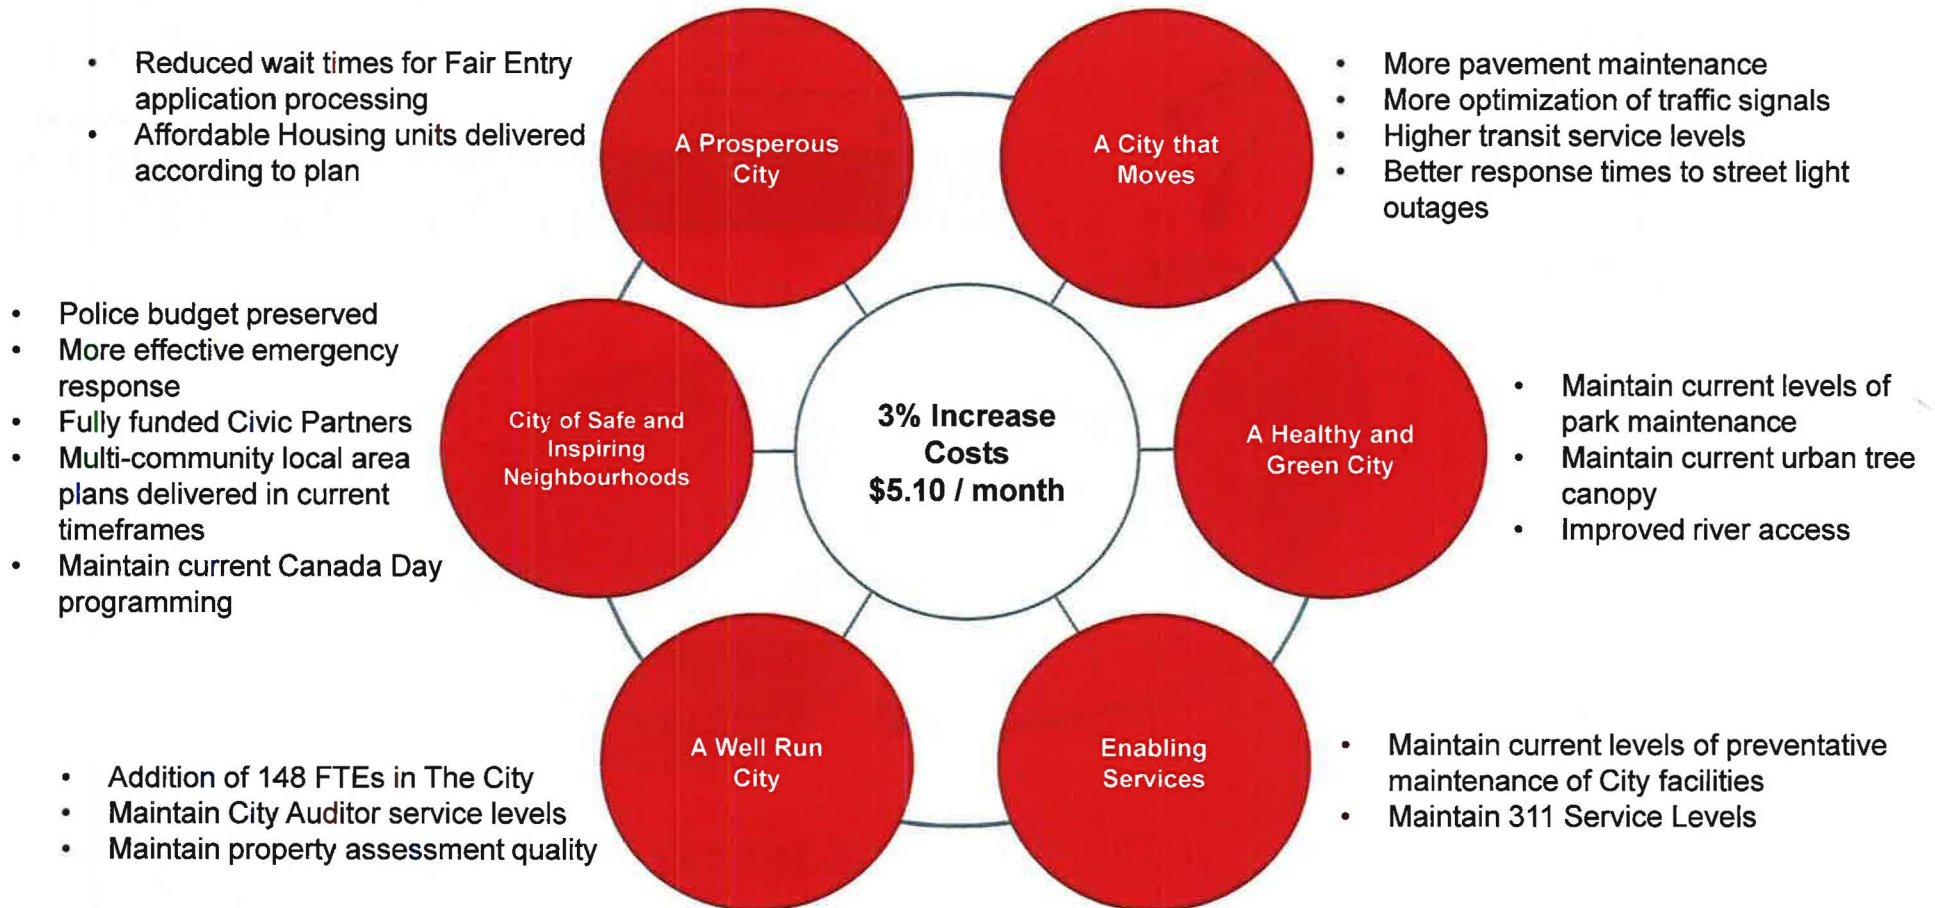 • Reduced wait times for Fair Entry
application processing
• Affordable Housing units delivered
according to plan
A Prosperous
City
A City that
Moves
• More pavement maintenance
• More optimization of traffic signals
• Higher transit service levels
• Better response times to street light
outages
• Police budget preserved
• More effective emergency
response
• Fully funded Civic Partners
• Multi-community local area
plans delivered in current
timeframes
• Maintain current Canada Day
programming
City of Safe and
Inspiring
Neighbourhoods
3% Increase
Costs
$5.10 / month
A Healthy and
Green City
• Maintain current levels of
park maintenance
• Maintain current urban tree
canopy
• Improved river access
• Addition of 148 FTEs in The City
• Maintain City Auditor service levels
• Maintain property assessment quality
A Well Run
City
Enabling
Services
• Maintain current levels of preventative
maintenance of City facilities
• Maintain 311 Service Levels